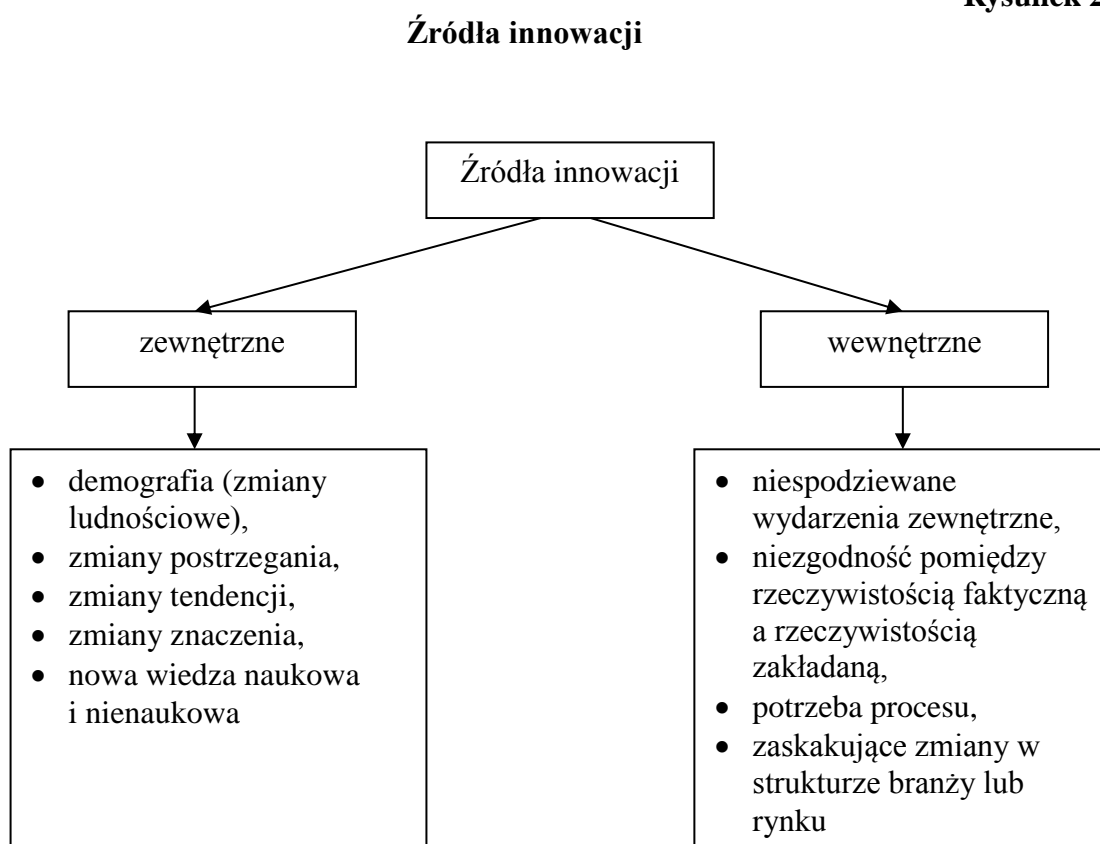 Rysunek 2
Źródła innowacji
Źródła innowacji
zewnętrzne
wewnętrzne
• demografia (zmiany
ludnościowe),
• zmiany postrzegania,
• zmiany tendencji,
• zmiany znaczenia,
• nowa wiedza naukowa
i nienaukowa
• niespodziewane
wydarzenia zewnętrzne,
• niezgodność pomiędzy
rzeczywistością faktyczną
a rzeczywistością
zakładaną,
• potrzeba procesu,
• zaskakujące zmiany w
strukturze branży lub
rynku